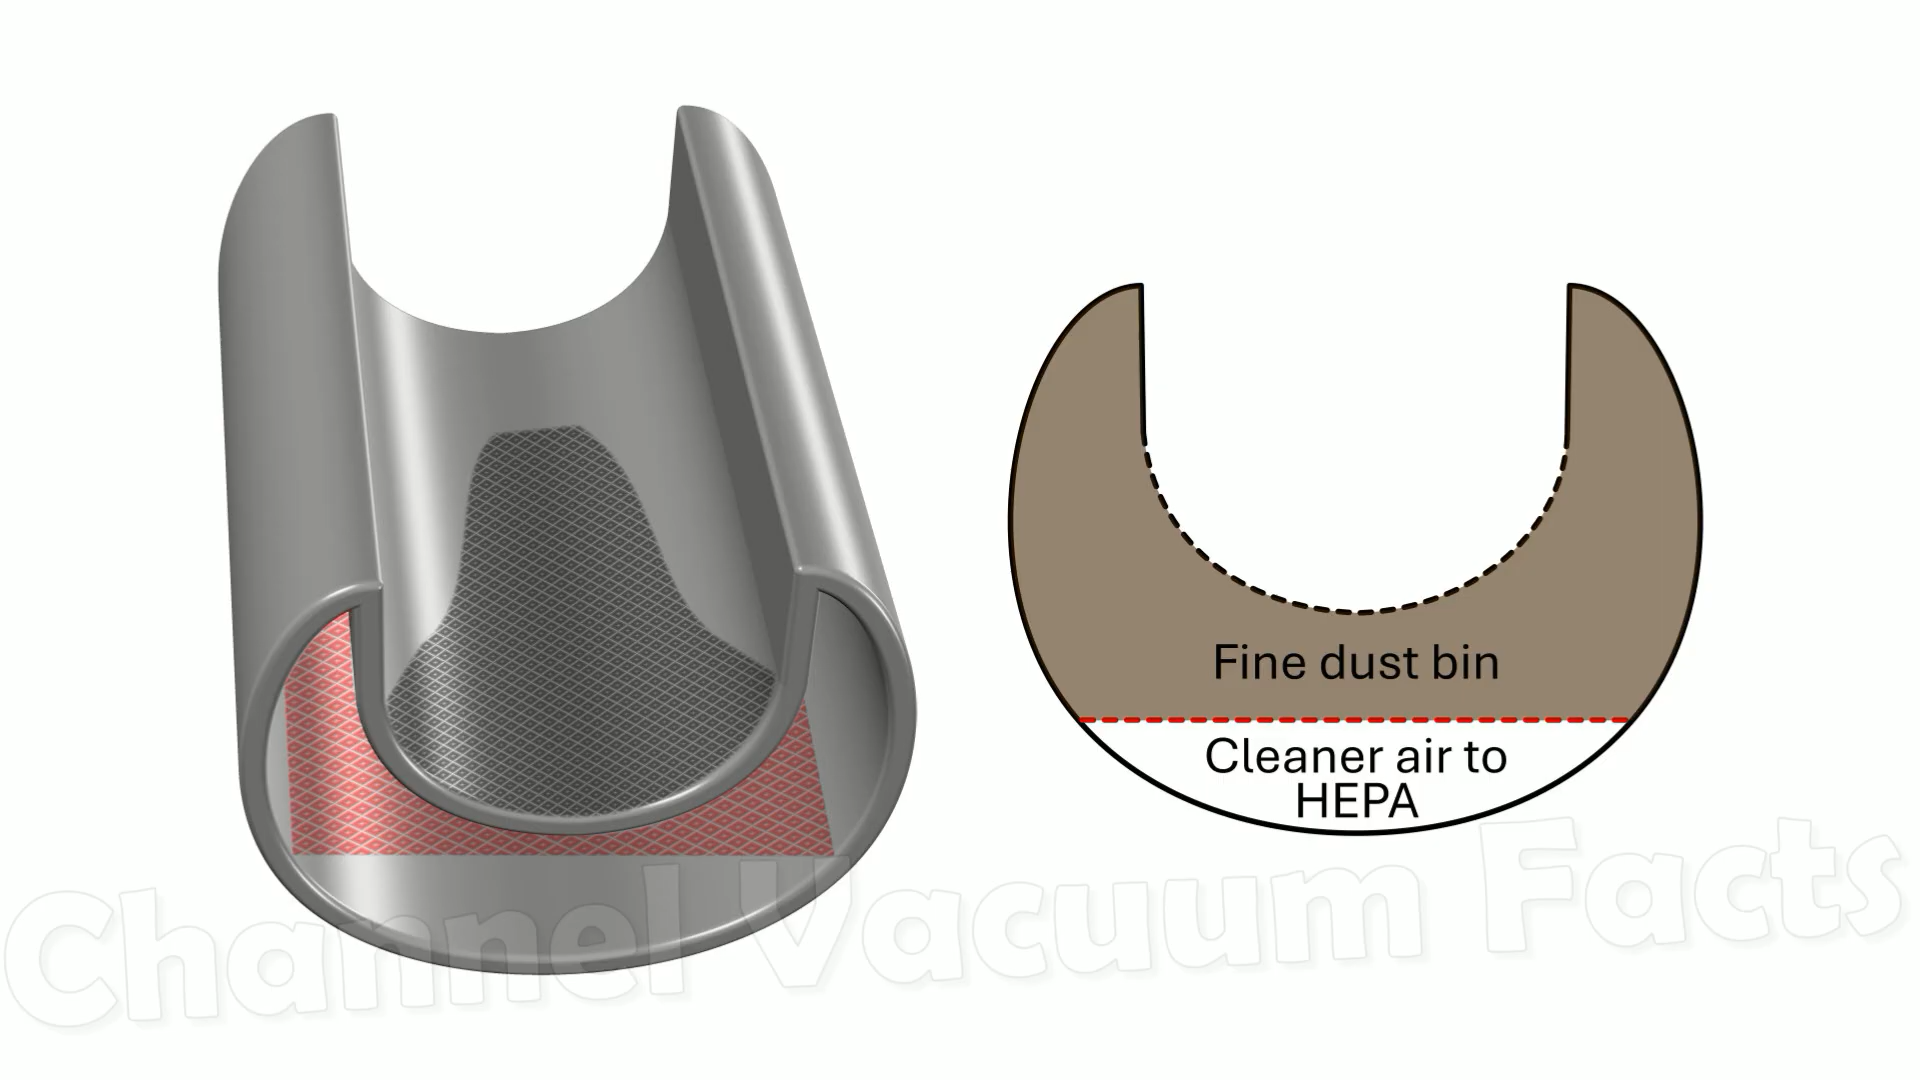 Fine dust bin
Cleaner air to
HEPA
Channel Vacuum Facts